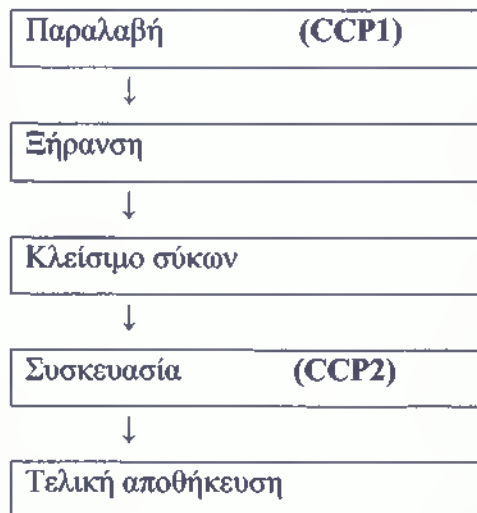 Παραλαβή (CCP1)
↓
Ξήρανση
↓
Κλείσιμο σύκων
↓
Συσκευασία (CCP2)
↓
Τελική αποθήκευση